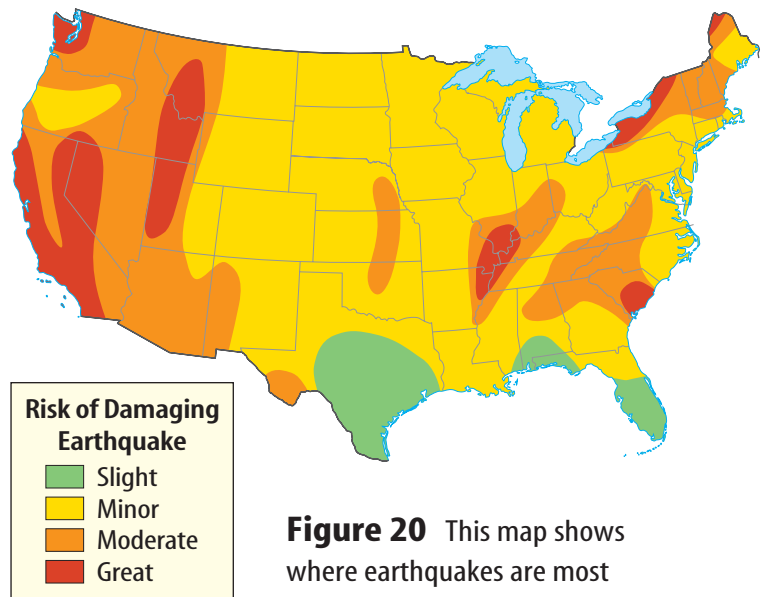 Risk of Damaging
Earthquake
Slight
Minor
Moderate
Great
Figure 20 This map shows
where earthquakes are most